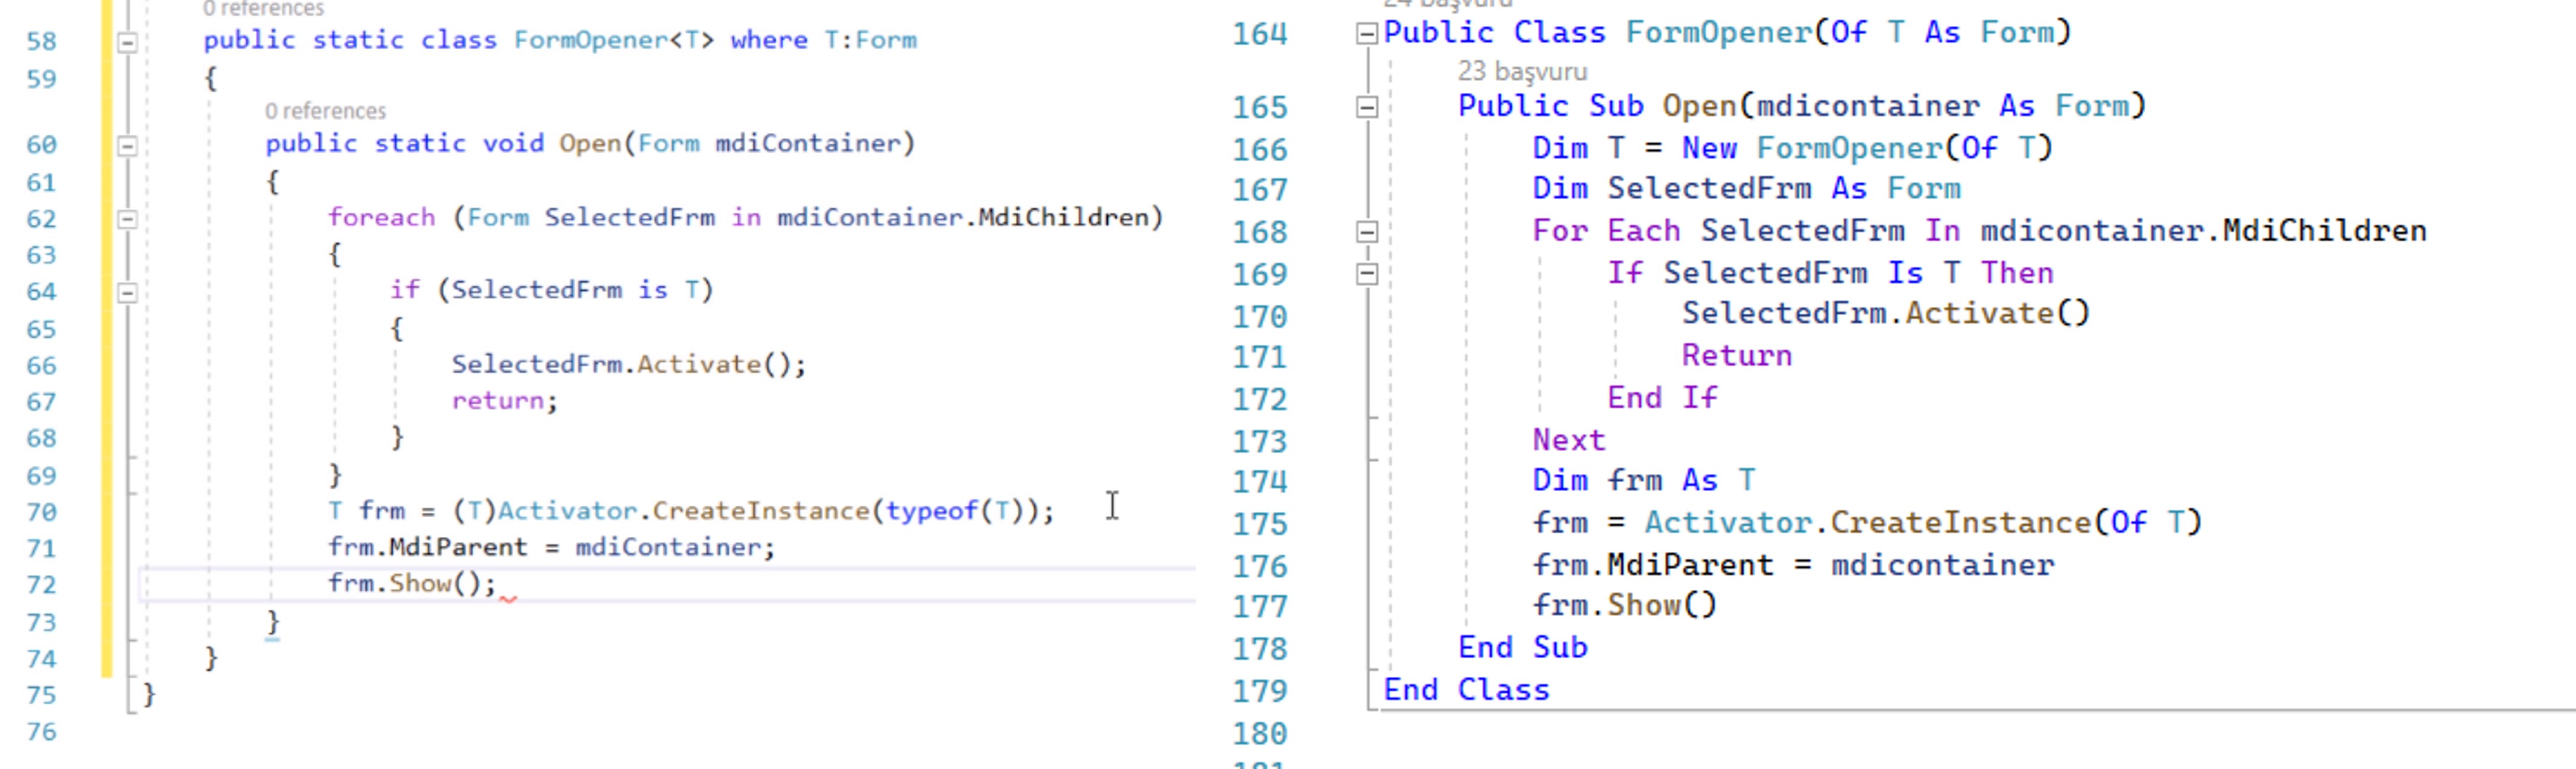 0 references
58 public static class FormOpener<T> where T:Form
59 {
0 references
60 public static void Open(Form mdiContainer)
61 {
62 foreach (Form SelectedFrm in mdiContainer.MdiChildren)
63 {
64 if (SelectedFrm is T)
65 {
66 SelectedFrm.Activate();
67 return;
68 }
69 }
70 T frm = (T)Activator.CreateInstance(typeof(T));
71 frm.MdiParent = mdiContainer;
72 frm.Show();
73 }
74 }
75 }
76
24 başvuru
164 Public Class FormOpener(Of T As Form)
23 başvuru
165 Public Sub Open(mdicontainer As Form)
166 Dim T = New FormOpener(Of T)
167 Dim SelectedFrm As Form
168 For Each SelectedFrm In mdicontainer.MdiChildren
169 If SelectedFrm Is T Then
170 SelectedFrm.Activate()
171 Return
172 End If
173 Next
174 Dim frm As T
175 frm = Activator.CreateInstance(Of T)
176 frm.MdiParent = mdicontainer
177 frm.Show()
178 End Sub
179 End Class
180